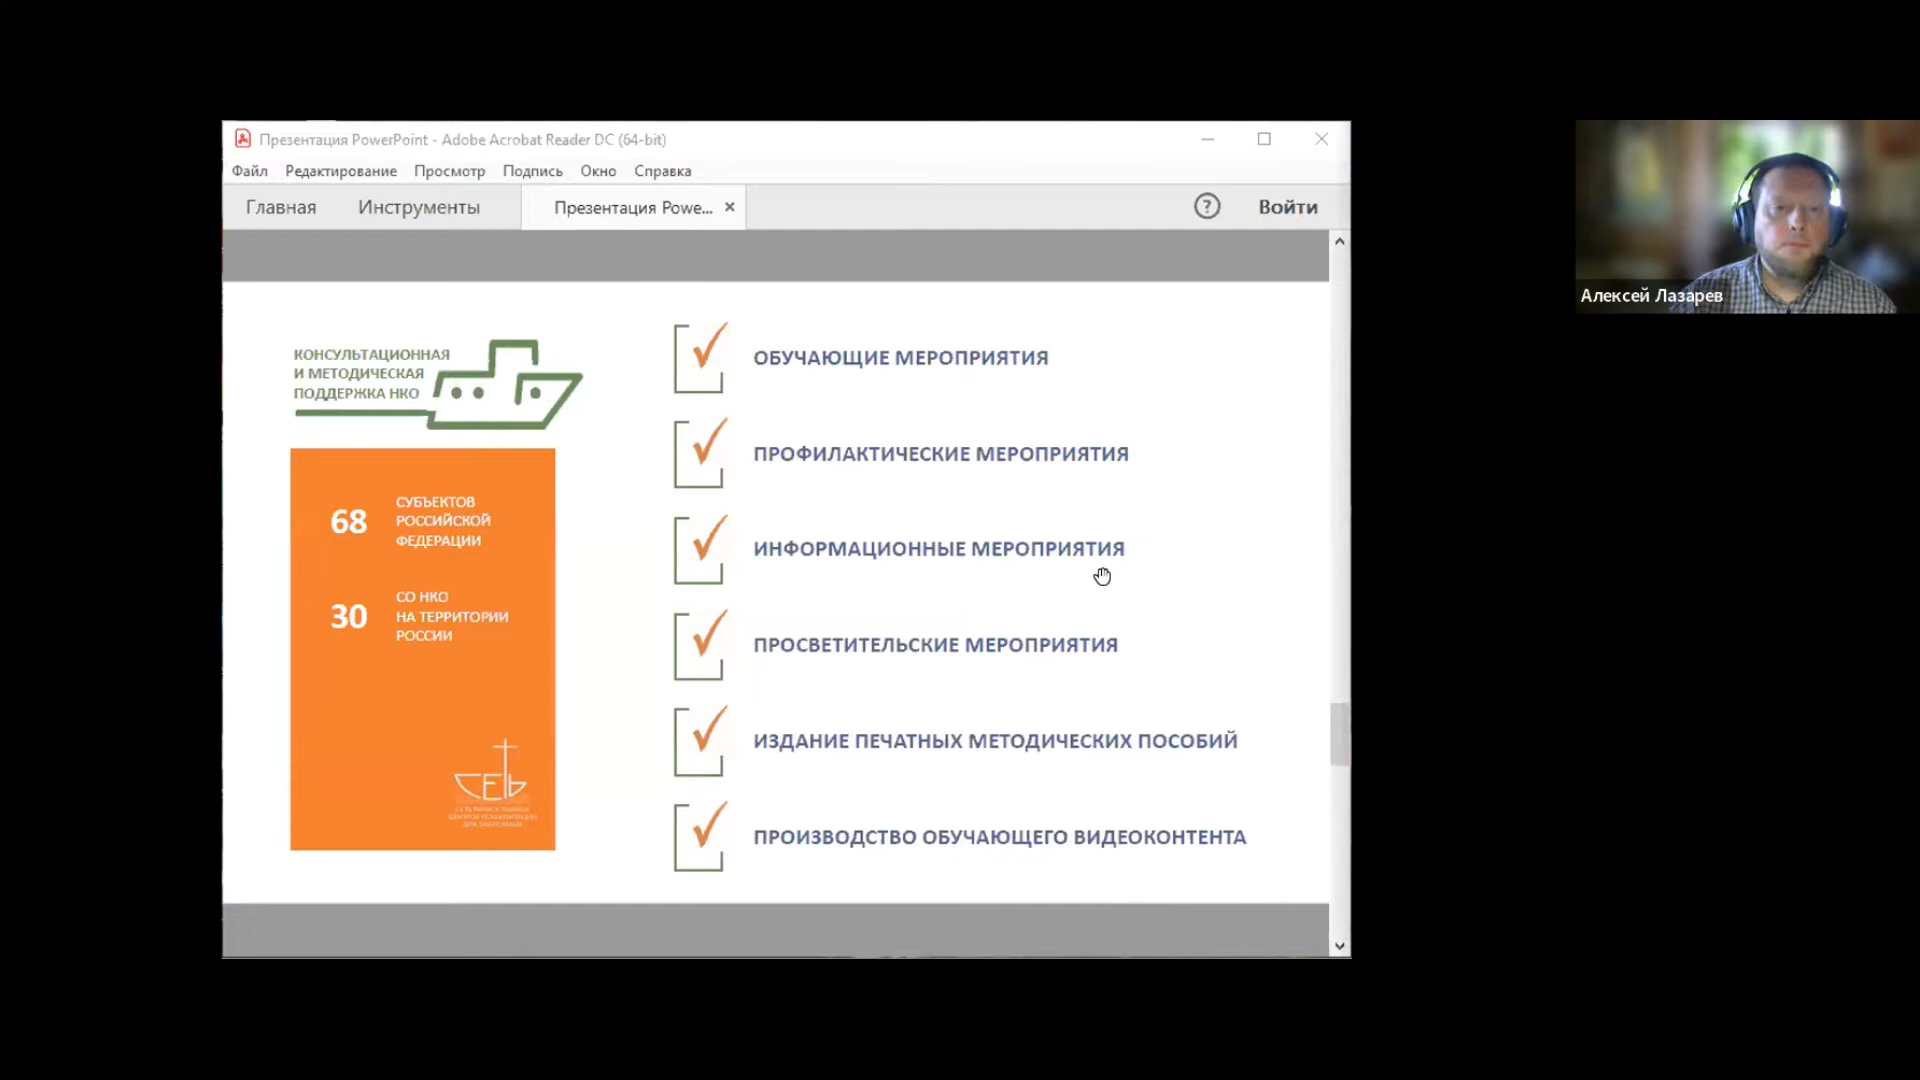 Презентация PowerPoint - Adobe Acrobat Reader DC (64-bit)
Файл Редактирование Просмотр Подпись Окно Справка
Главная Инструменты Презентация Powe... × ? Войти
КОНСУЛЬТАЦИОННАЯ
И МЕТОДИЧЕСКАЯ
ПОДДЕРЖКА НКО
68 СУБЪЕКТОВ
РОССИЙСКОЙ
ФЕДЕРАЦИИ
30 СО НКО
НА ТЕРРИТОРИИ
РОССИИ
СЕТЬ
ОБУЧАЮЩИЕ МЕРОПРИЯТИЯ
ПРОФИЛАКТИЧЕСКИЕ МЕРОПРИЯТИЯ
ИНФОРМАЦИОННЫЕ МЕРОПРИЯТИЯ
ПРОСВЕТИТЕЛЬСКИЕ МЕРОПРИЯТИЯ
ИЗДАНИЕ ПЕЧАТНЫХ МЕТОДИЧЕСКИХ ПОСОБИЙ
ПРОИЗВОДСТВО ОБУЧАЮЩЕГО ВИДЕОКОНТЕНТА
Алексей Лазарев